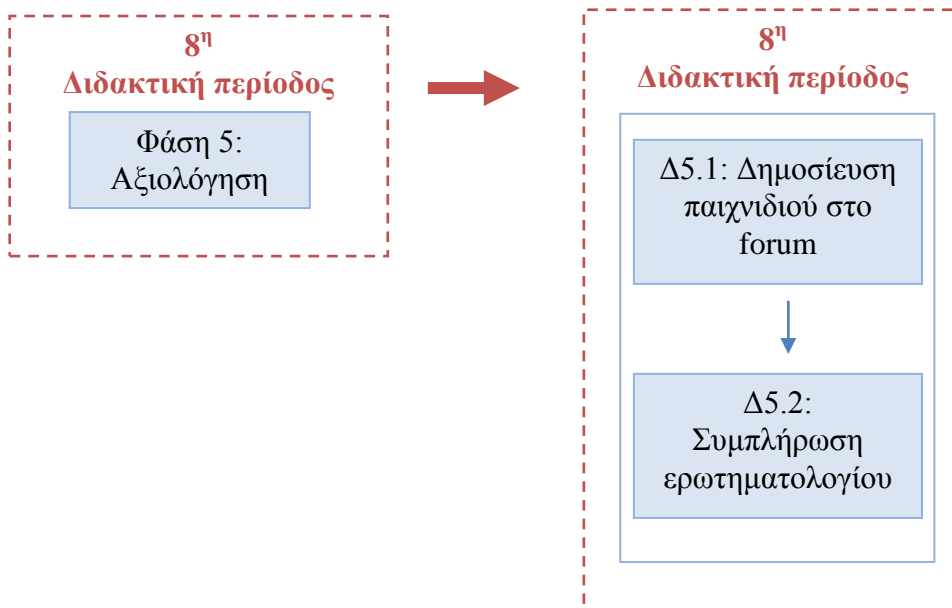 8η
Διδακτική περίοδος
Φάση 5:
Αξιολόγηση
8η
Διδακτική περίοδος
Δ5.1: Δημοσίευση
παιχνιδιού στο
forum
Δ5.2:
Συμπλήρωση
ερωτηματολογίου